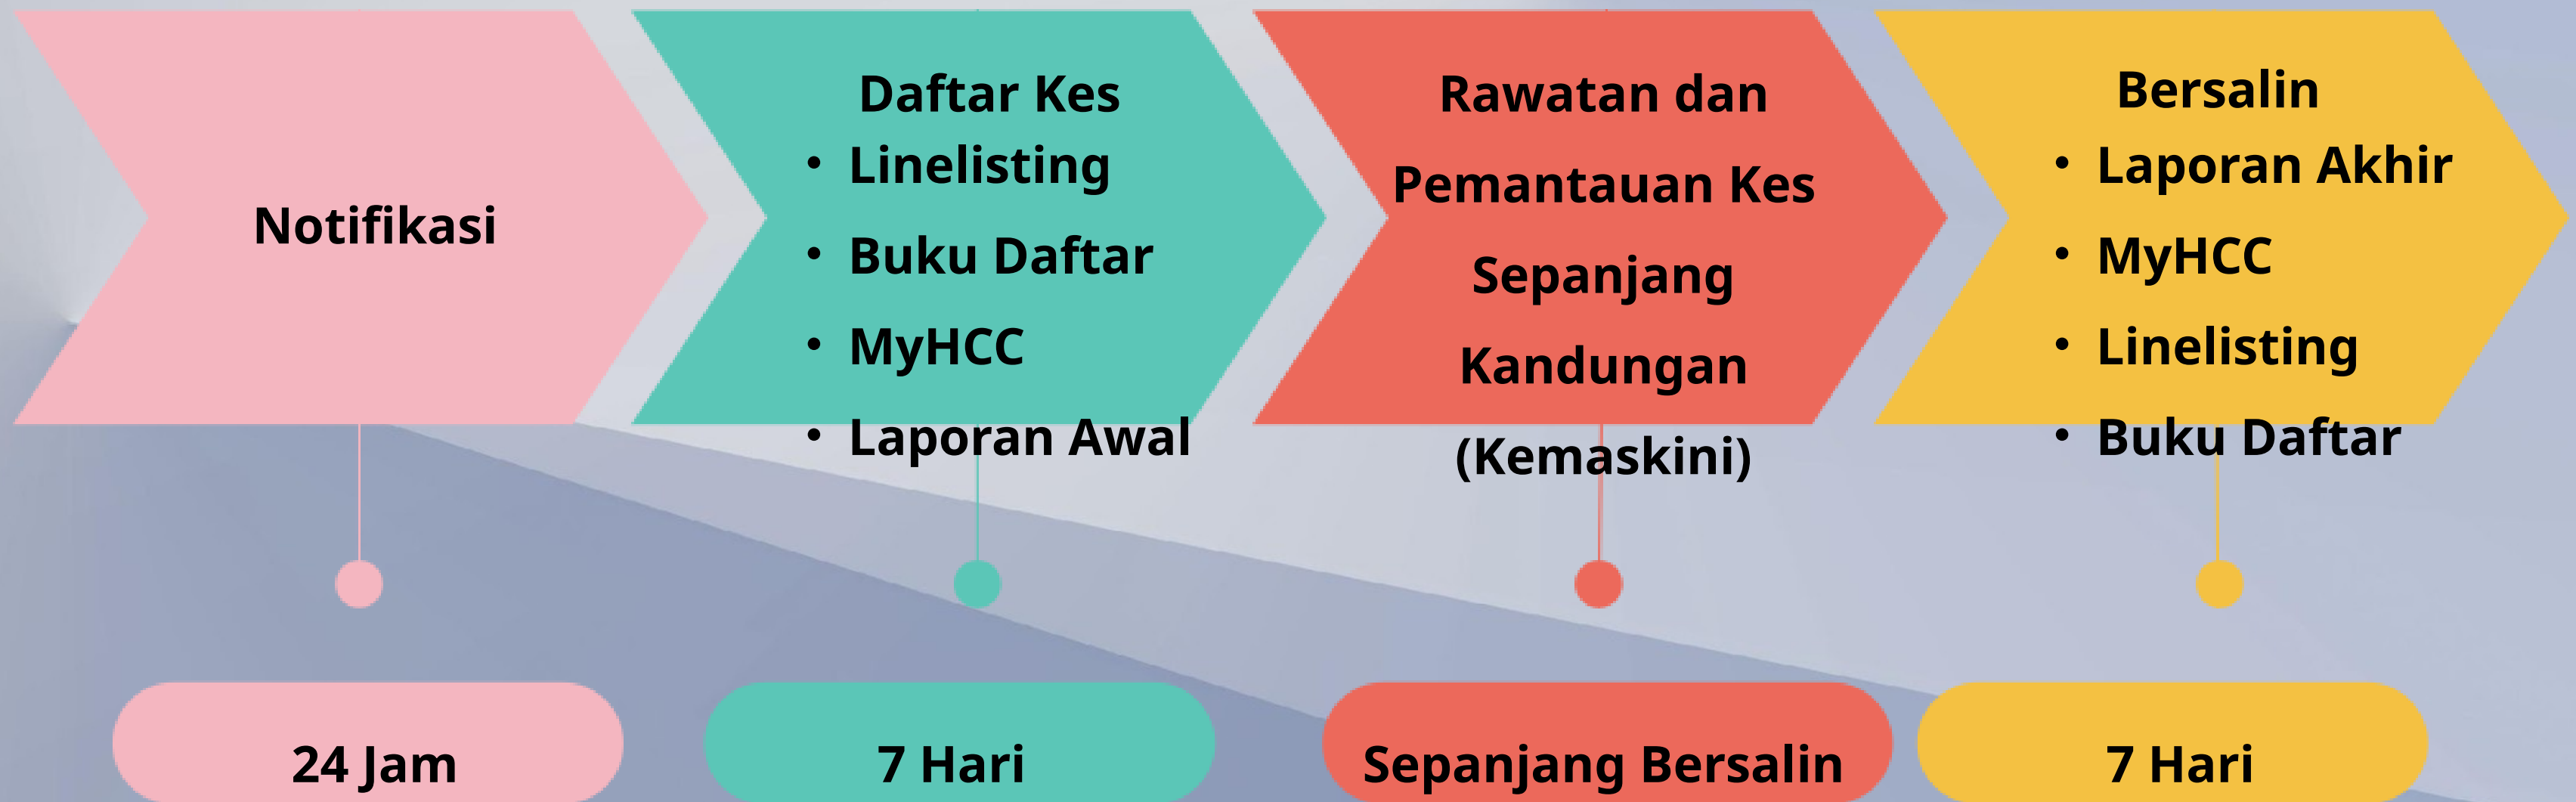 Notifikasi
Daftar Kes
• Linelisting
• Buku Daftar
• MyHCC
• Laporan Awal
Rawatan dan
Pemantauan Kes
Sepanjang
Kandungan
(Kemaskini)
Bersalin
• Laporan Akhir
• MyHCC
• Linelisting
• Buku Daftar
24 Jam
7 Hari
Sepanjang Bersalin
7 Hari